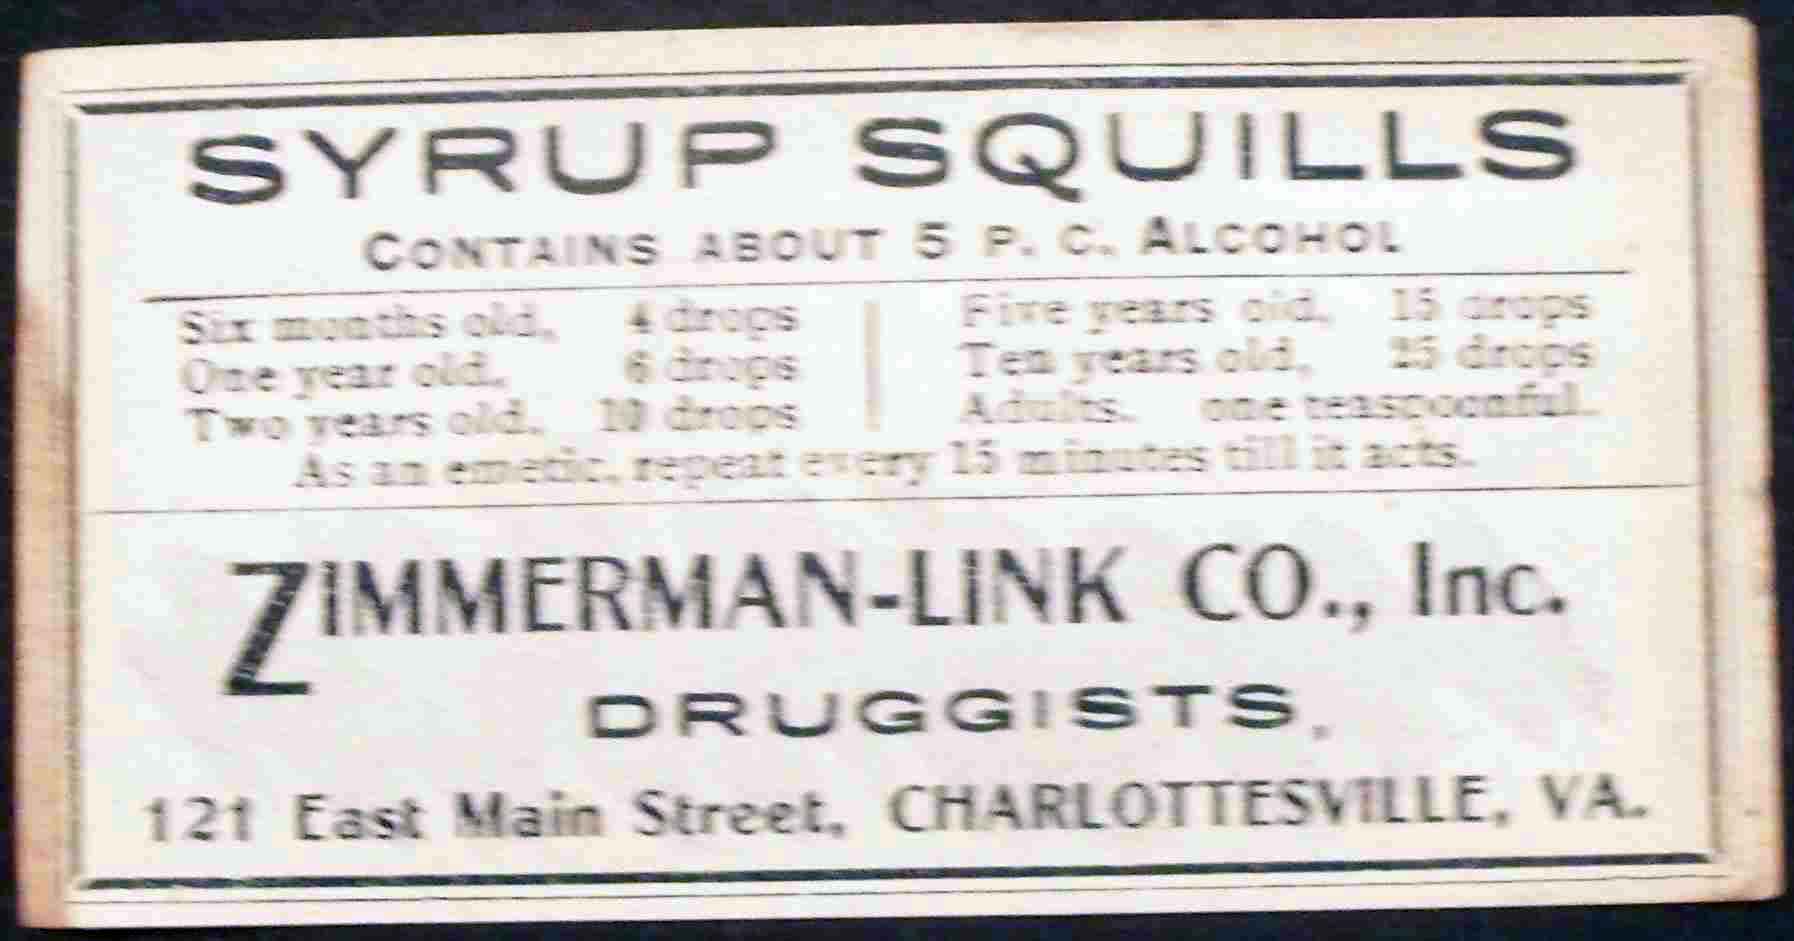 SYRUP SQUILLS
CONTAINS ABOUT 5 P. C. ALCOHOL
Six months old, 4 drops
One year old, 6 drops
Two years old, 10 drops
Five years old, 15 drops
Ten years old, 25 drops
Adults, one teaspoonful.
As an emetic, repeat every 15 minutes till it acts.
ZIMMERMAN-LINK CO., Inc.
DRUGGISTS,
121 East Main Street, CHARLOTTESVILLE, VA.